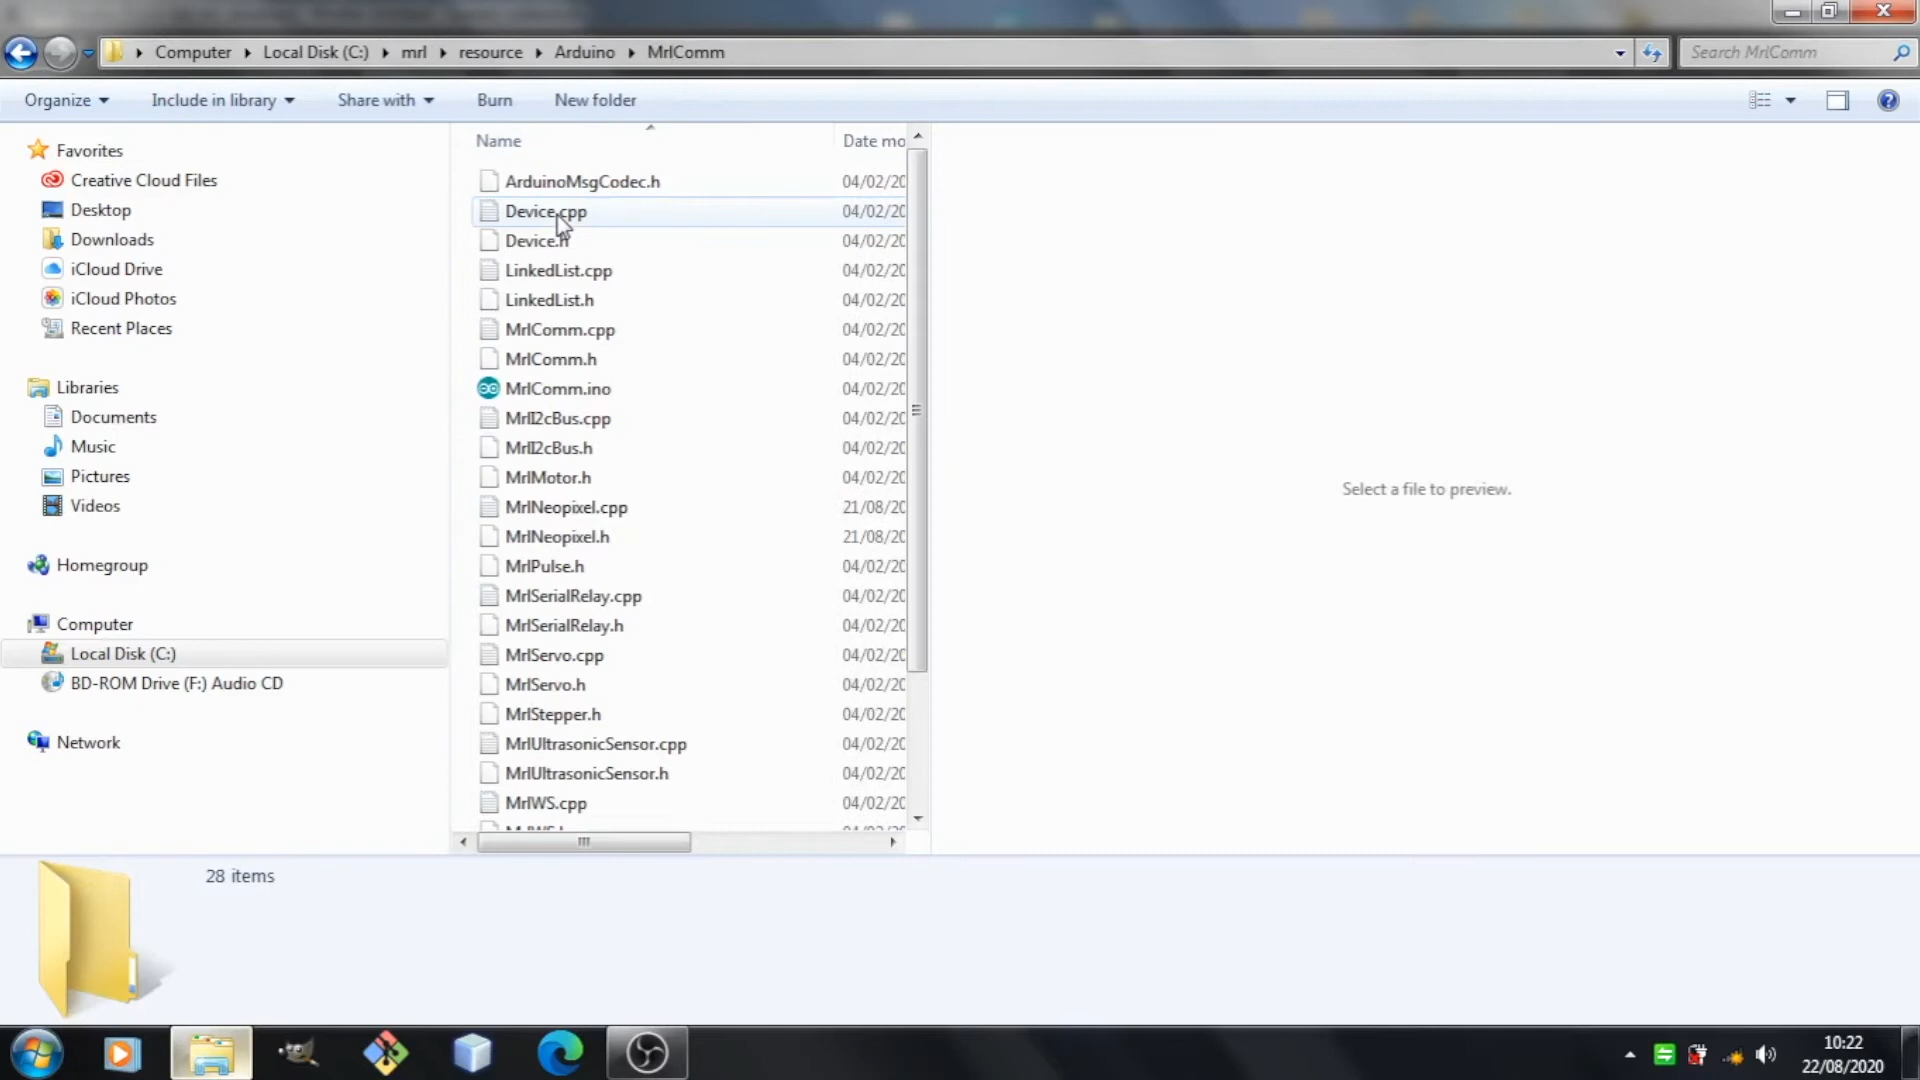 Computer Local Disk (C:) mrl resource Arduino MrlComm
Search MrlComm
Organize Include in library Share with Burn New folder
Favorites
Creative Cloud Files
Desktop
Downloads
iCloud Drive
iCloud Photos
Recent Places
Libraries
Documents
Music
Pictures
Videos
Homegroup
Computer
Local Disk (C:)
BD-ROM Drive (F:) Audio CD
Network
Name Date mo
ArduinoMsgCodec.h 04/02/20
Device.cpp 04/02/20
Device.h 04/02/20
LinkedList.cpp 04/02/20
LinkedList.h 04/02/20
MrlComm.cpp 04/02/20
MrlComm.h 04/02/20
MrlComm.ino 04/02/20
MrlI2cBus.cpp 04/02/20
MrlI2cBus.h 04/02/20
MrlMotor.h 04/02/20
MrlNeopixel.cpp 21/08/20
MrlNeopixel.h 21/08/20
MrlPulse.h 04/02/20
MrlSerialRelay.cpp 04/02/20
MrlSerialRelay.h 04/02/20
MrlServo.cpp 04/02/20
MrlServo.h 04/02/20
MrlStepper.h 04/02/20
MrlUltrasonicSensor.cpp 04/02/20
MrlUltrasonicSensor.h 04/02/20
MrlWS.cpp 04/02/20
Select a file to preview.
28 items
10:22
22/08/2020